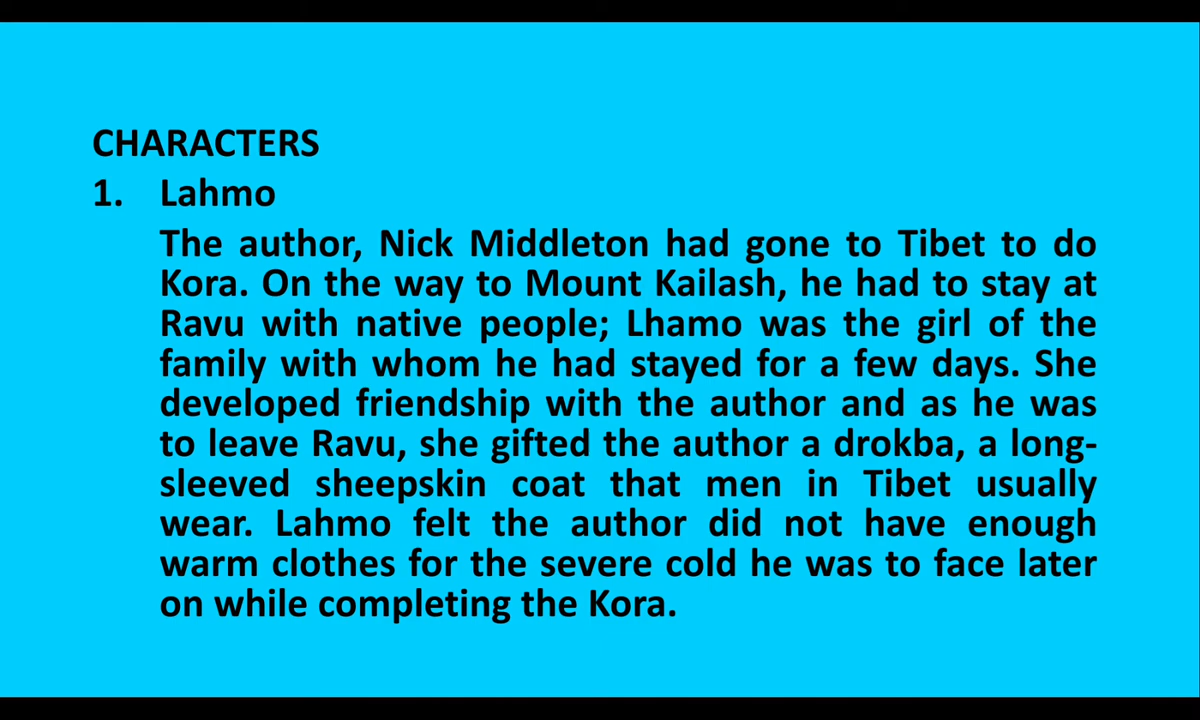 CHARACTERS
1. Lahmo
The author, Nick Middleton had gone to Tibet to do
Kora. On the way to Mount Kailash, he had to stay at
Ravu with native people; Lhamo was the girl of the
family with whom he had stayed for a few days. She
developed friendship with the author and as he was
to leave Ravu, she gifted the author a drokba, a long-
sleeved sheepskin coat that men in Tibet usually
wear. Lahmo felt the author did not have enough
warm clothes for the severe cold he was to face later
on while completing the Kora.